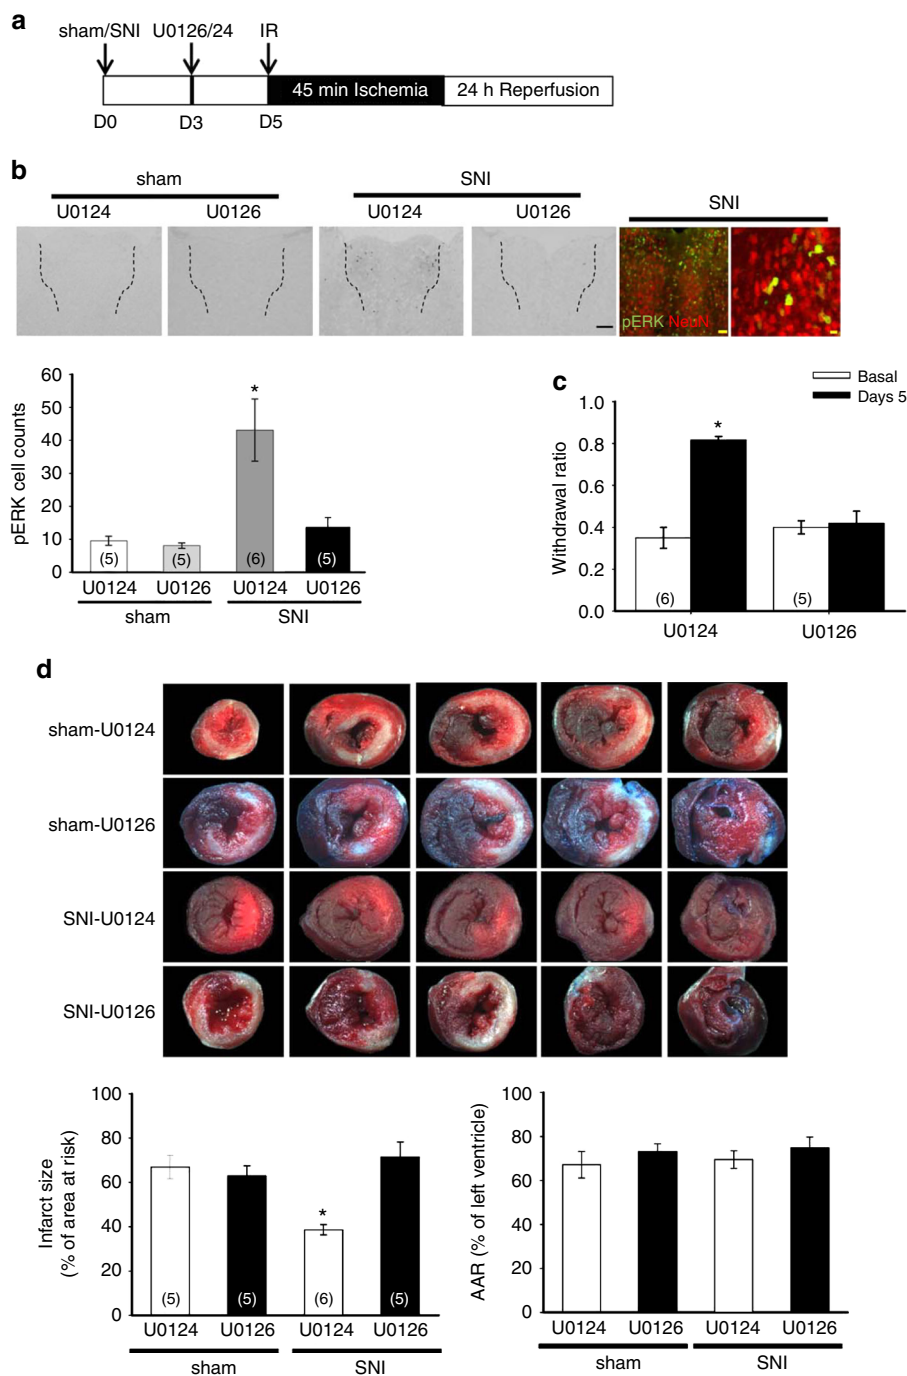 a
sham/SNI U0126/24 IR
45 min Ischemia 24 h Reperfusion
D0 D3 D5
b
sham SNI
U0124 U0126 U0124 U0126 SNI
pERK NeuN
60
50
40
30
20
10
0
pERK cell counts
*
(5) (5) (6) (5)
U0124 U0126 U0124 U0126
sham SNI
c
Basal
Days 5
1.0
0.8
0.6
0.4
0.2
0.0
Withdrawal ratio
*
(6) (5)
U0124 U0126
d
sham-U0124
sham-U0126
SNI-U0124
SNI-U0126
100
80
60
40
20
0
Infarct size
(% of area at risk)
*
(5) (5) (6) (5)
U0124 U0126 U0124 U0126
sham SNI
100
80
60
40
20
0
AAR (% of left ventricle)
U0124 U0126 U0124 U0126
sham SNI